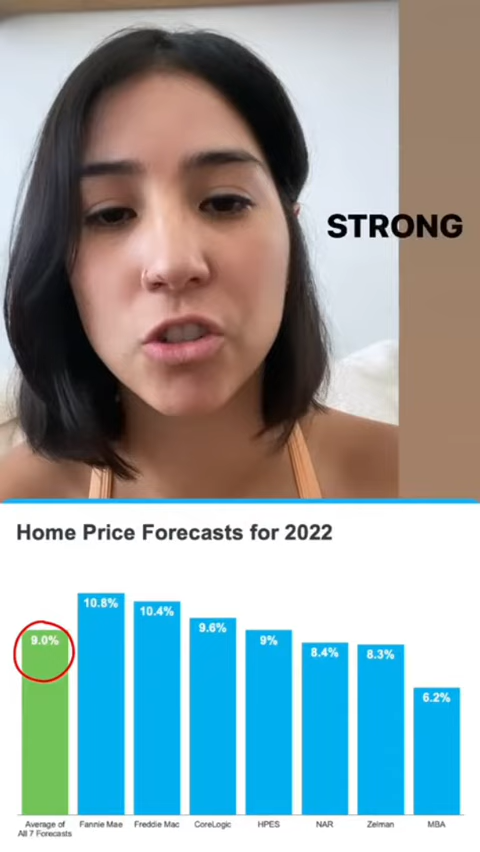 STRONG
Home Price Forecasts for 2022
9.0%
10.8%
10.4%
9.6%
9%
8.4%
8.3%
6.2%
Average of
All 7 Forecasts
Fannie Mae
Freddie Mac
CoreLogic
HPES
NAR
Zelman
MBA